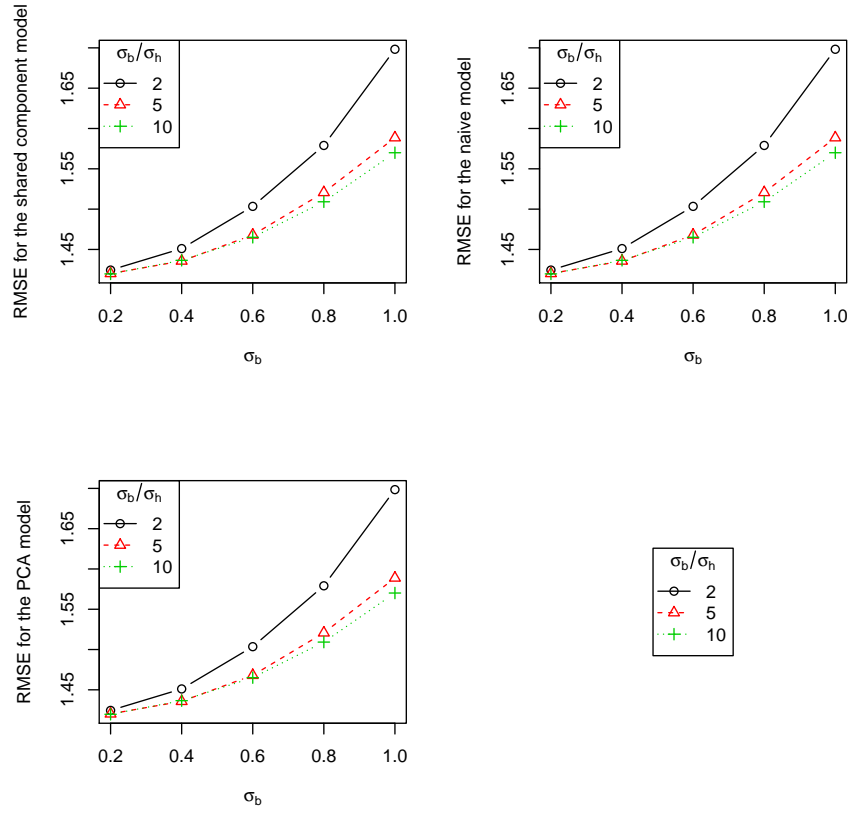 RMSE for the shared component model
1.45 1.55 1.65
σb/σh
2
5
10
0.2 0.4 0.6 0.8 1.0
σb
RMSE for the naive model
1.45 1.55 1.65
σb/σh
2
5
10
0.2 0.4 0.6 0.8 1.0
σb
RMSE for the PCA model
1.45 1.55 1.65
σb/σh
2
5
10
0.2 0.4 0.6 0.8 1.0
σb
σb/σh
2
5
10